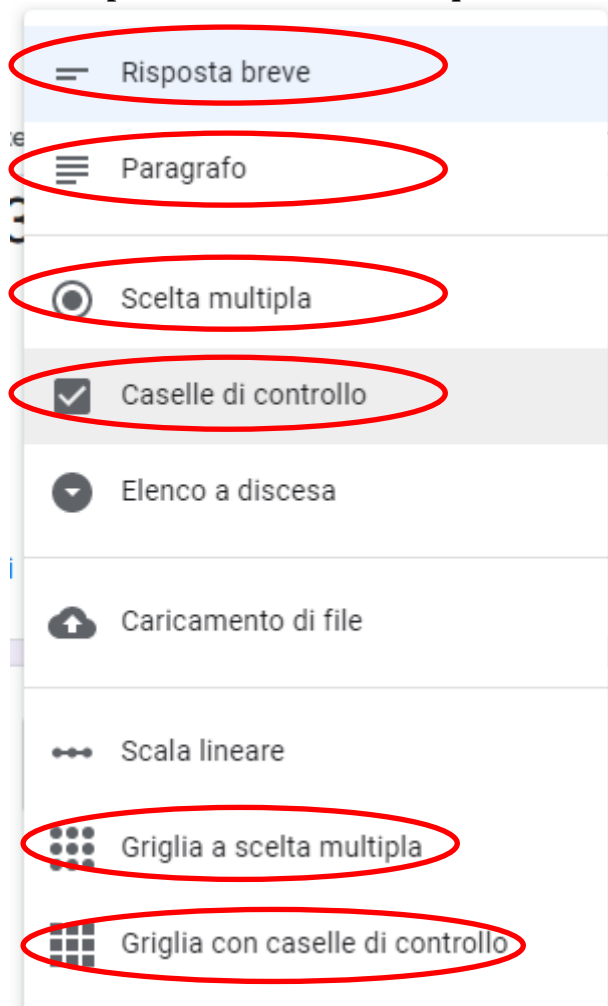 Risposta breve
Paragrafo
Scelta multipla
Caselle di controllo
Elenco a discesa
Caricamento di file
Scala lineare
Griglia a scelta multipla
Griglia con caselle di controllo